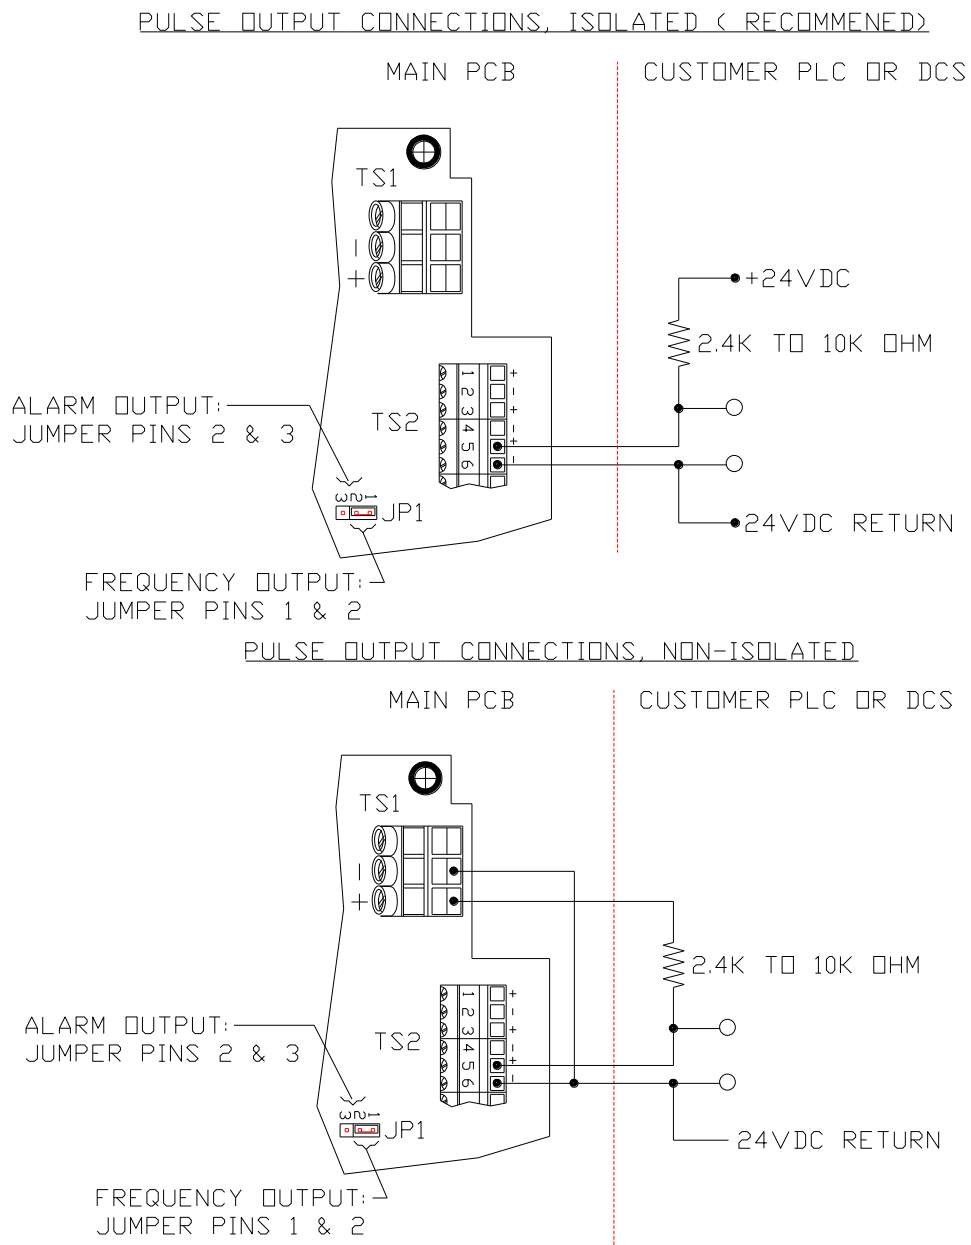 PULSE OUTPUT CONNECTIONS, ISOLATED ( RECOMMENED)
MAIN PCB
CUSTOMER PLC OR DCS
TS1
-
+
+24VDC
2.4K TO 10K OHM
1 +
2 -
3 +
4 -
5 +
6 -
TS2
ALARM OUTPUT:
JUMPER PINS 2 & 3
3 2 1
JP1
24VDC RETURN
FREQUENCY OUTPUT:
JUMPER PINS 1 & 2
PULSE OUTPUT CONNECTIONS, NON-ISOLATED
MAIN PCB
CUSTOMER PLC OR DCS
TS1
-
+
2.4K TO 10K OHM
1 +
2 -
3 +
4 -
5 +
6 -
TS2
ALARM OUTPUT:
JUMPER PINS 2 & 3
3 2 1
JP1
24VDC RETURN
FREQUENCY OUTPUT:
JUMPER PINS 1 & 2